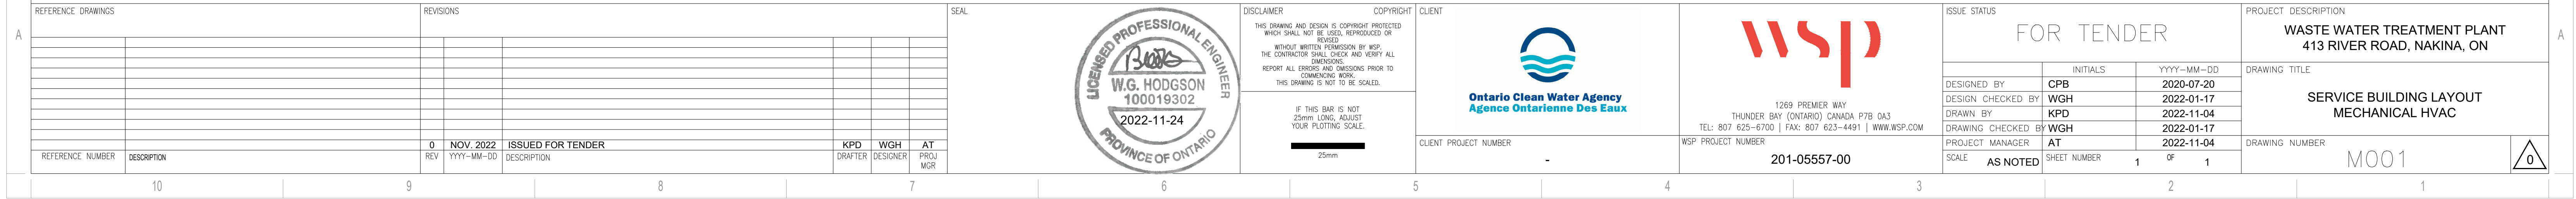 REFERENCE DRAWINGS
REFERENCE NUMBER DESCRIPTION
REVISIONS
0 NOV. 2022 ISSUED FOR TENDER KPD WGH AT
REV YYYY-MM-DD DESCRIPTION DRAFTER DESIGNER PROJ
MGR
SEAL
LICENSED PROFESSIONAL ENGINEER
W.G. HODGSON
100019302
2022-11-24
PROVINCE OF ONTARIO
DISCLAIMER COPYRIGHT
THIS DRAWING AND DESIGN IS COPYRIGHT PROTECTED
WHICH SHALL NOT BE USED, REPRODUCED OR
REVISED
WITHOUT WRITTEN PERMISSION BY WSP.
THE CONTRACTOR SHALL CHECK AND VERIFY ALL
DIMENSIONS.
REPORT ALL ERRORS AND OMISSIONS PRIOR TO
COMMENCING WORK.
THIS DRAWING IS NOT TO BE SCALED.
IF THIS BAR IS NOT
25mm LONG, ADJUST
YOUR PLOTTING SCALE.
25mm
CLIENT
Ontario Clean Water Agency
Agence Ontarienne Des Eaux
CLIENT PROJECT NUMBER
-
wsp
1269 PREMIER WAY
THUNDER BAY (ONTARIO) CANADA P7B 0A3
TEL: 807 625-6700 | FAX: 807 623-4491 | WWW.WSP.COM
WSP PROJECT NUMBER
201-05557-00
ISSUE STATUS
FOR TENDER
INITIALS YYYY-MM-DD
DESIGNED BY CPB 2020-07-20
DESIGN CHECKED BY WGH 2022-01-17
DRAWN BY KPD 2022-11-04
DRAWING CHECKED BY WGH 2022-01-17
PROJECT MANAGER AT 2022-11-04
SCALE AS NOTED SHEET NUMBER 1 OF 1
PROJECT DESCRIPTION
WASTE WATER TREATMENT PLANT
413 RIVER ROAD, NAKINA, ON
DRAWING TITLE
SERVICE BUILDING LAYOUT
MECHANICAL HVAC
DRAWING NUMBER
M001
0
A A
10 9 8 7 6 5 4 3 2 1